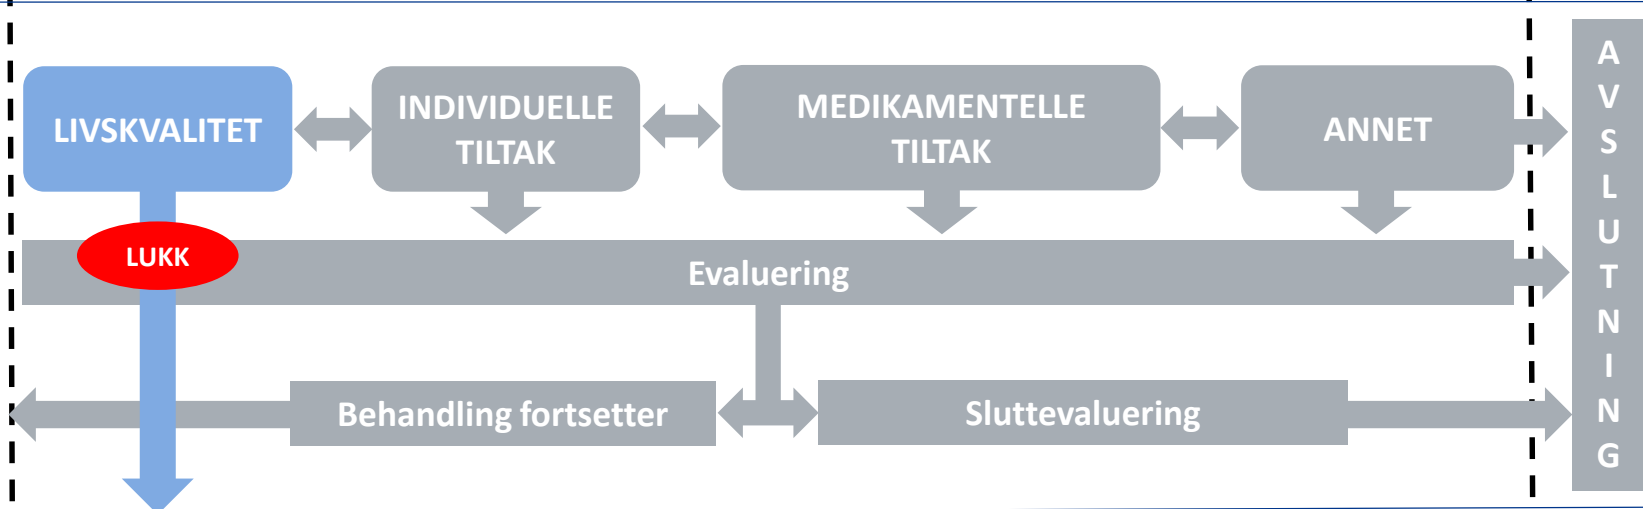 LIVSKVALITET
INDIVIDUELLE
TILTAK
MEDIKAMENTELLE
TILTAK
ANNET
LUKK
Evaluering
Behandling fortsetter
Sluttevaluering
A
V
S
L
U
T
N
I
N
G